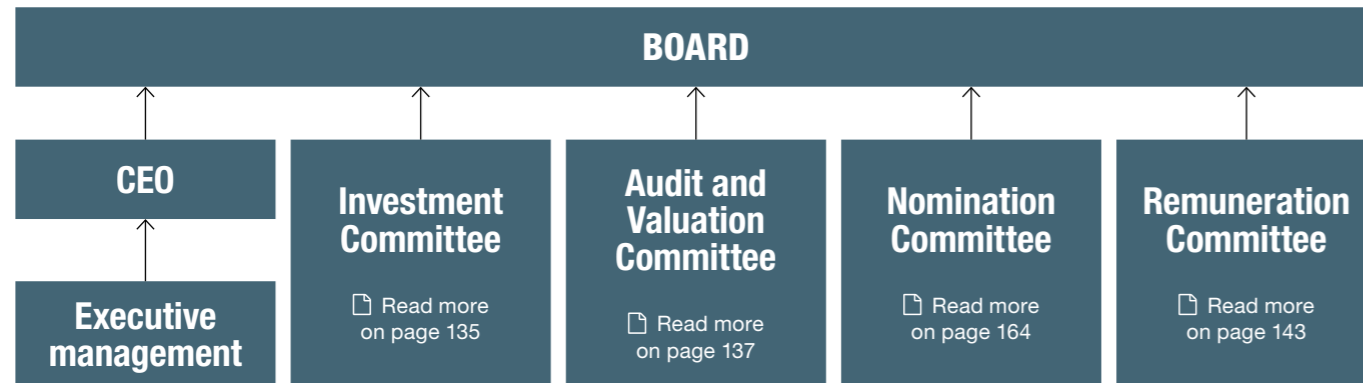 BOARD
CEO
Executive
management
Investment
Committee
Read more
on page 135
Audit and
Valuation
Committee
Read more
on page 137
Nomination
Committee
Read more
on page 164
Remuneration
Committee
Read more
on page 143